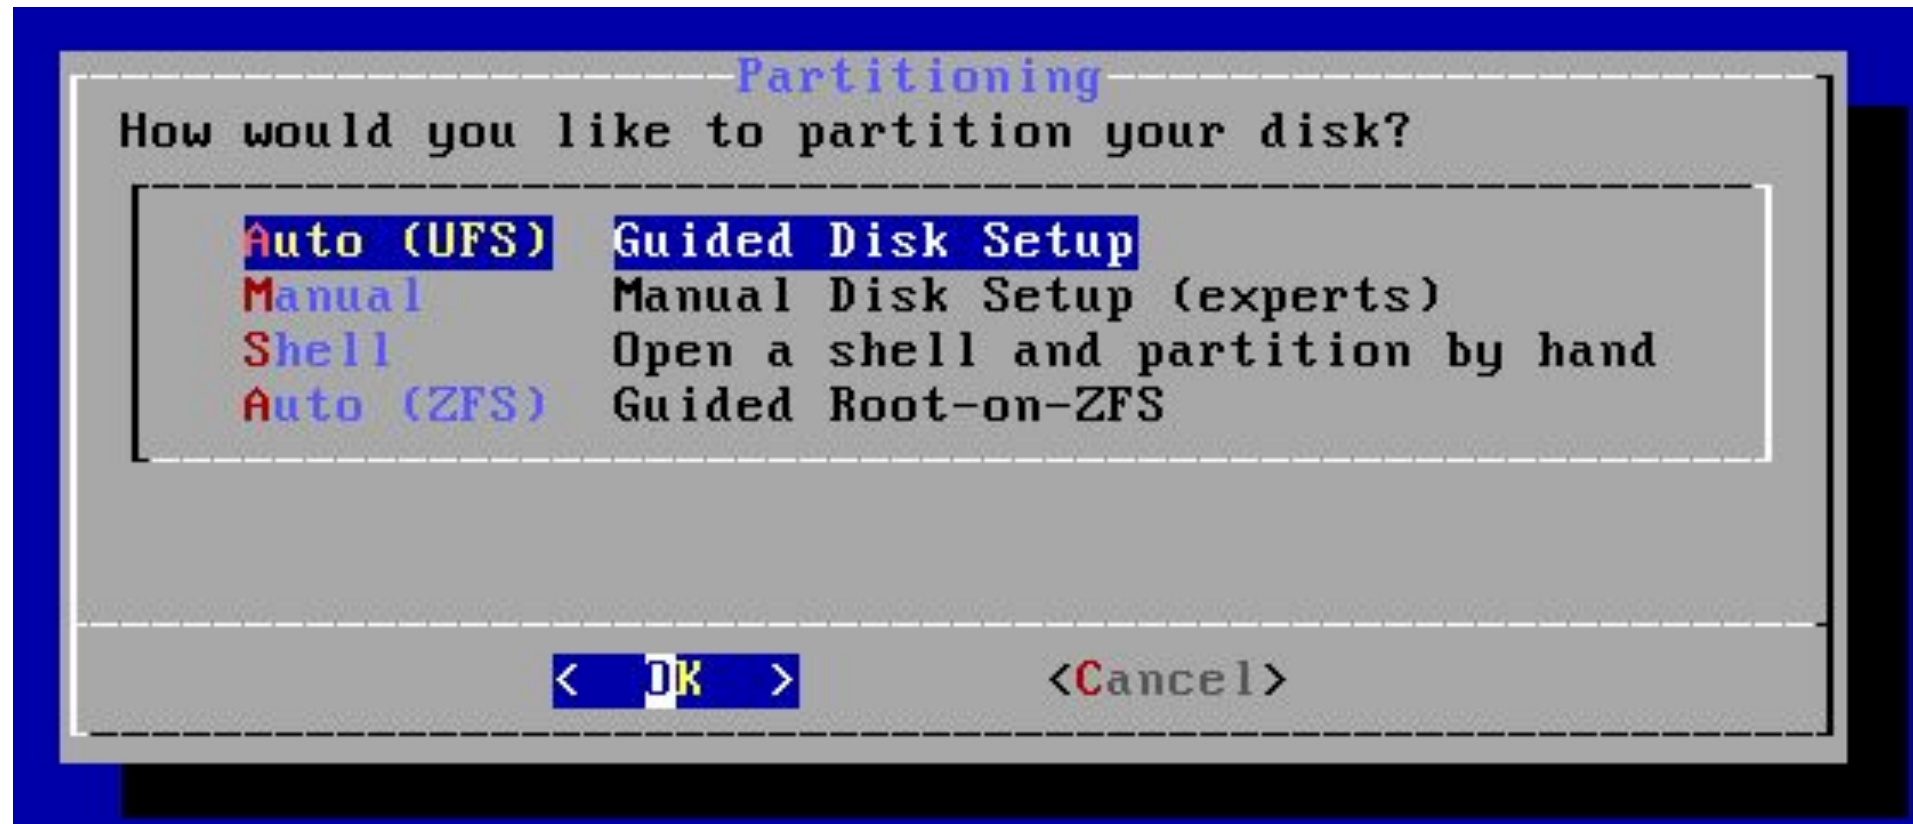 Partitioning
How would you like to partition your disk?
Auto (UFS) Guided Disk Setup
Manual Manual Disk Setup (experts)
Shell Open a shell and partition by hand
Auto (ZFS) Guided Root-on-ZFS
< OK > <Cancel>